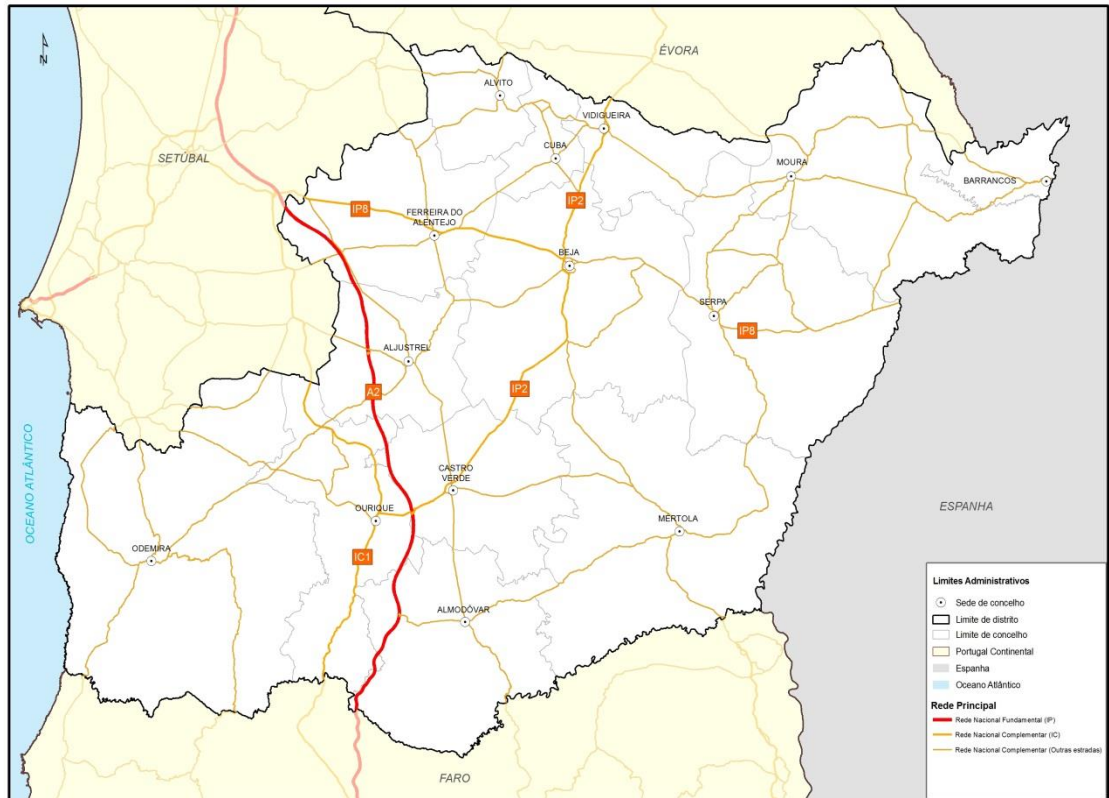 N
ÉVORA
ALVITO
VIDIGUEIRA
CUBA
SETÚBAL
MOURA
BARRANCOS
IP8
IP2
FERREIRA DO
ALENTEJO
BEJA
SERPA
IP8
ALJUSTREL
A2
IP2
OCEANO ATLÂNTICO
CASTRO
VERDE
ESPANHA
OURIQUE
MÉRTOLA
ODEMIRA
IC1
ALMODÔVAR
FARO
Limites Administrativos
Sede de concelho
Limite de distrito
Limite de concelho
Portugal Continental
Espanha
Oceano Atlântico
Rede Principal
Rede Nacional Fundamental (IP)
Rede Nacional Complementar (IC)
Rede Nacional Complementar (Outras estradas)